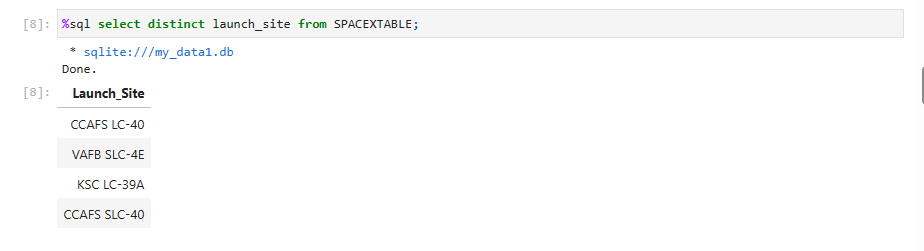 [8]: %sql select distinct launch_site from SPACEXTABLE;
* sqlite:///my_data1.db
Done.
[8]: Launch_Site
CCAFS LC-40
VAFB SLC-4E
KSC LC-39A
CCAFS SLC-40